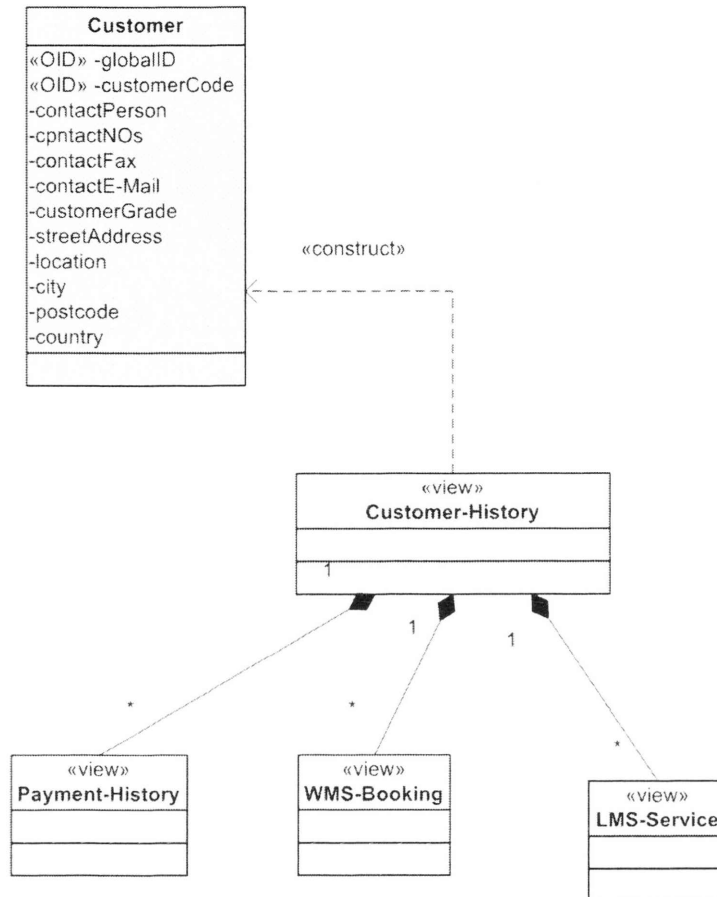 Customer
«OID» -globalID
«OID» -customerCode
-contactPerson
-cpntactNOs
-contactFax
-contactE-Mail
-customerGrade
-streetAddress
-location
-city
-postcode
-country
«construct»
«view»
Customer-History
1
1
1
*
*
*
«view»
Payment-History
«view»
WMS-Booking
«view»
LMS-Service